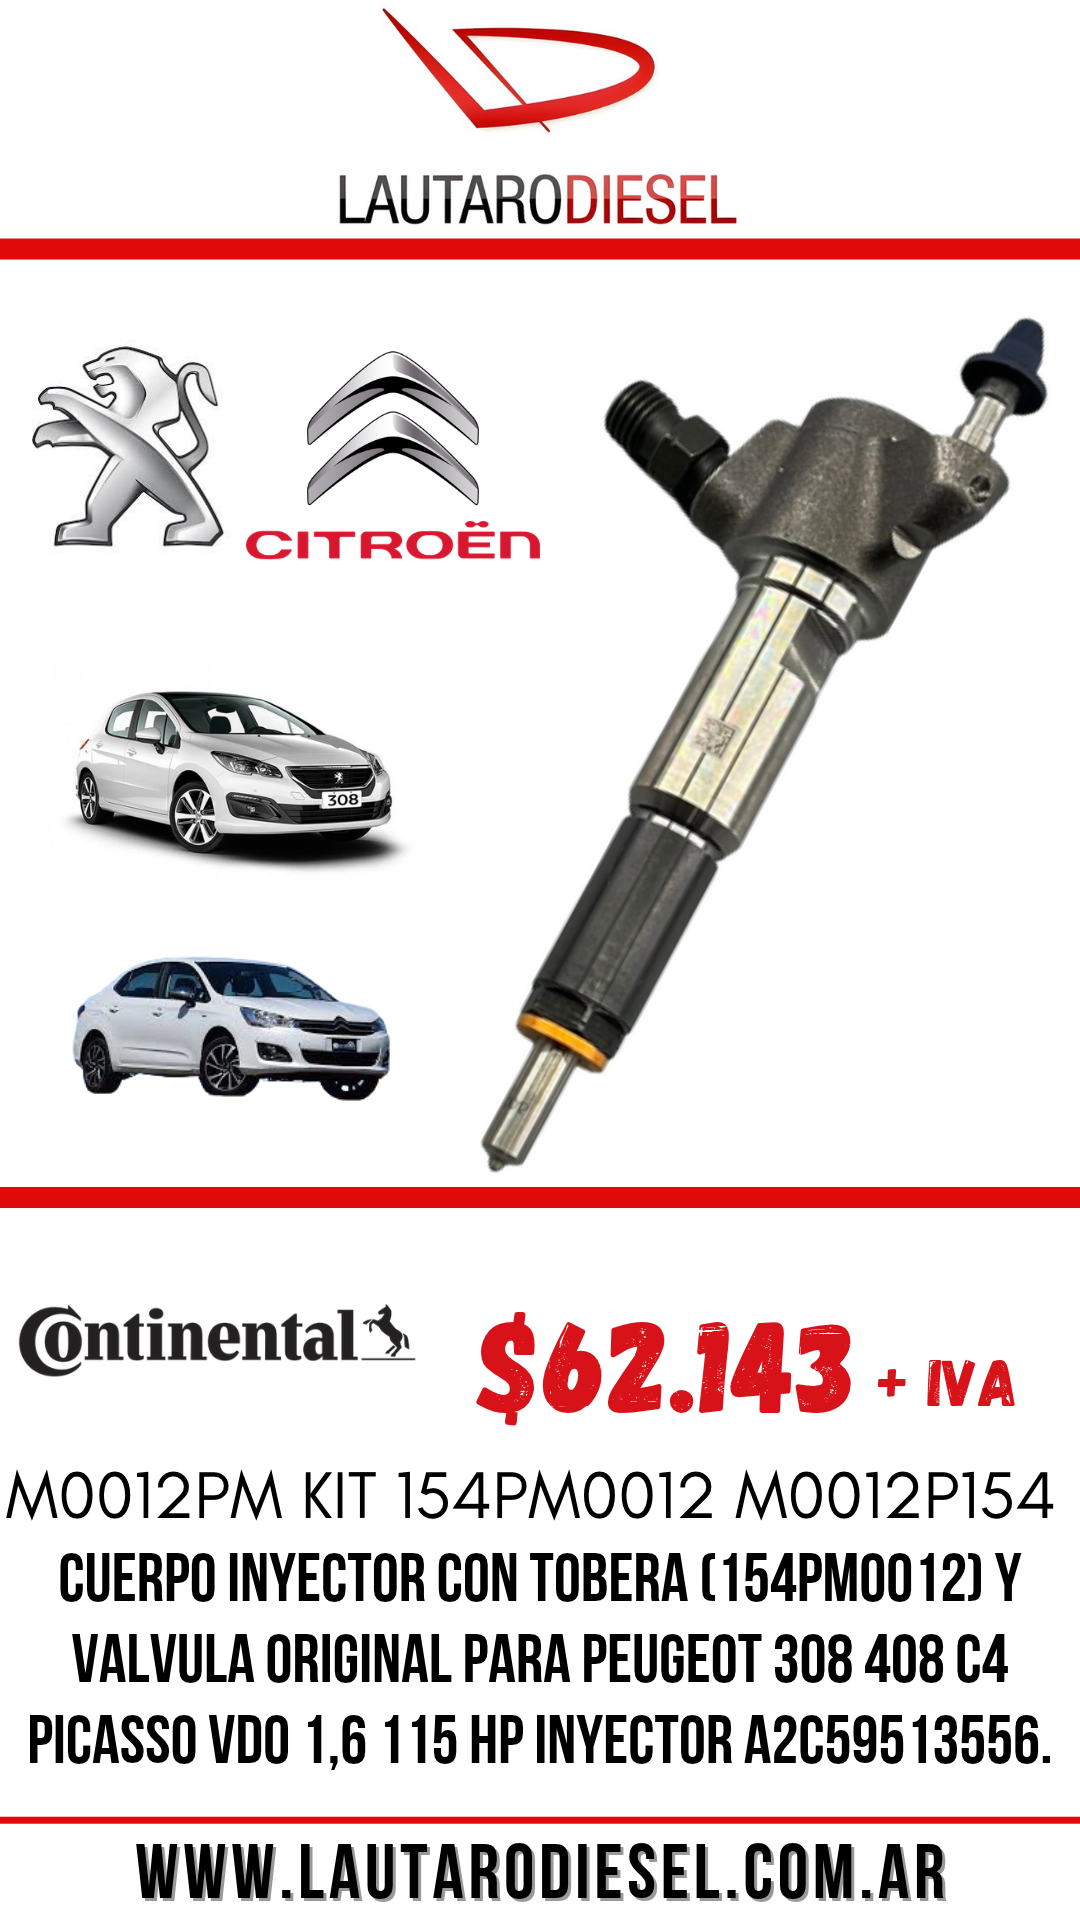 LAUTARODIESEL
CITROËN
308
Continental
$62.143 + IVA
M0012PM KIT 154PM0012 M0012P154
CUERPO INYECTOR CON TOBERA (154PM0012) Y
VALVULA ORIGINAL PARA PEUGEOT 308 408 C4
PICASSO VDO 1,6 115 HP INYECTOR A2C59513556.
WWW.LAUTARODIESEL.COM.AR